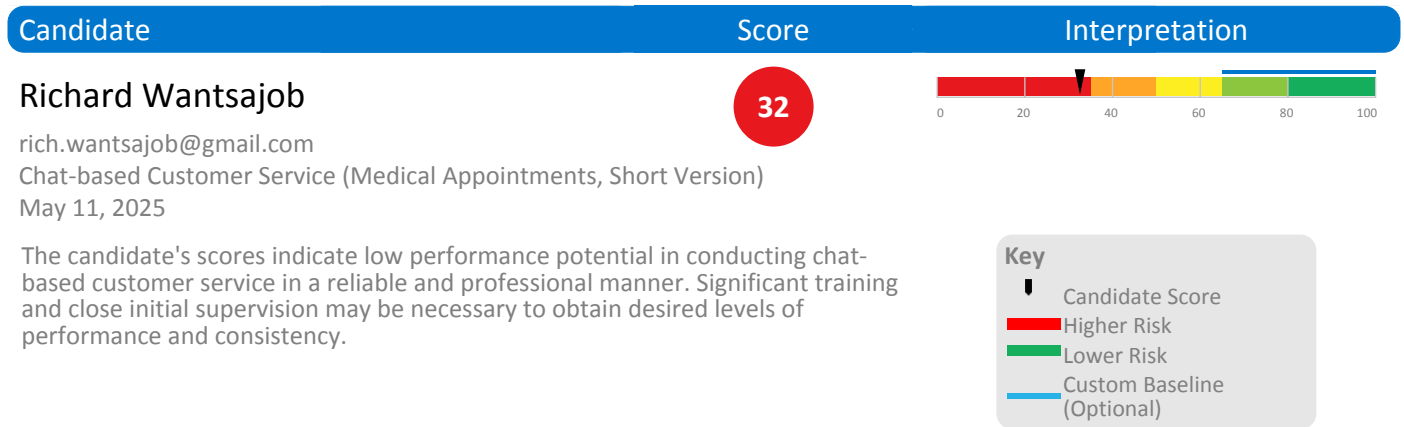 Candidate Score Interpretation
Richard Wantsajob
32
0 20 40 60 80 100
rich.wantsajob@gmail.com
Chat-based Customer Service (Medical Appointments, Short Version)
May 11, 2025
The candidate's scores indicate low performance potential in conducting chat-
based customer service in a reliable and professional manner. Significant training
and close initial supervision may be necessary to obtain desired levels of
performance and consistency.
Key
Candidate Score
Higher Risk
Lower Risk
Custom Baseline
(Optional)